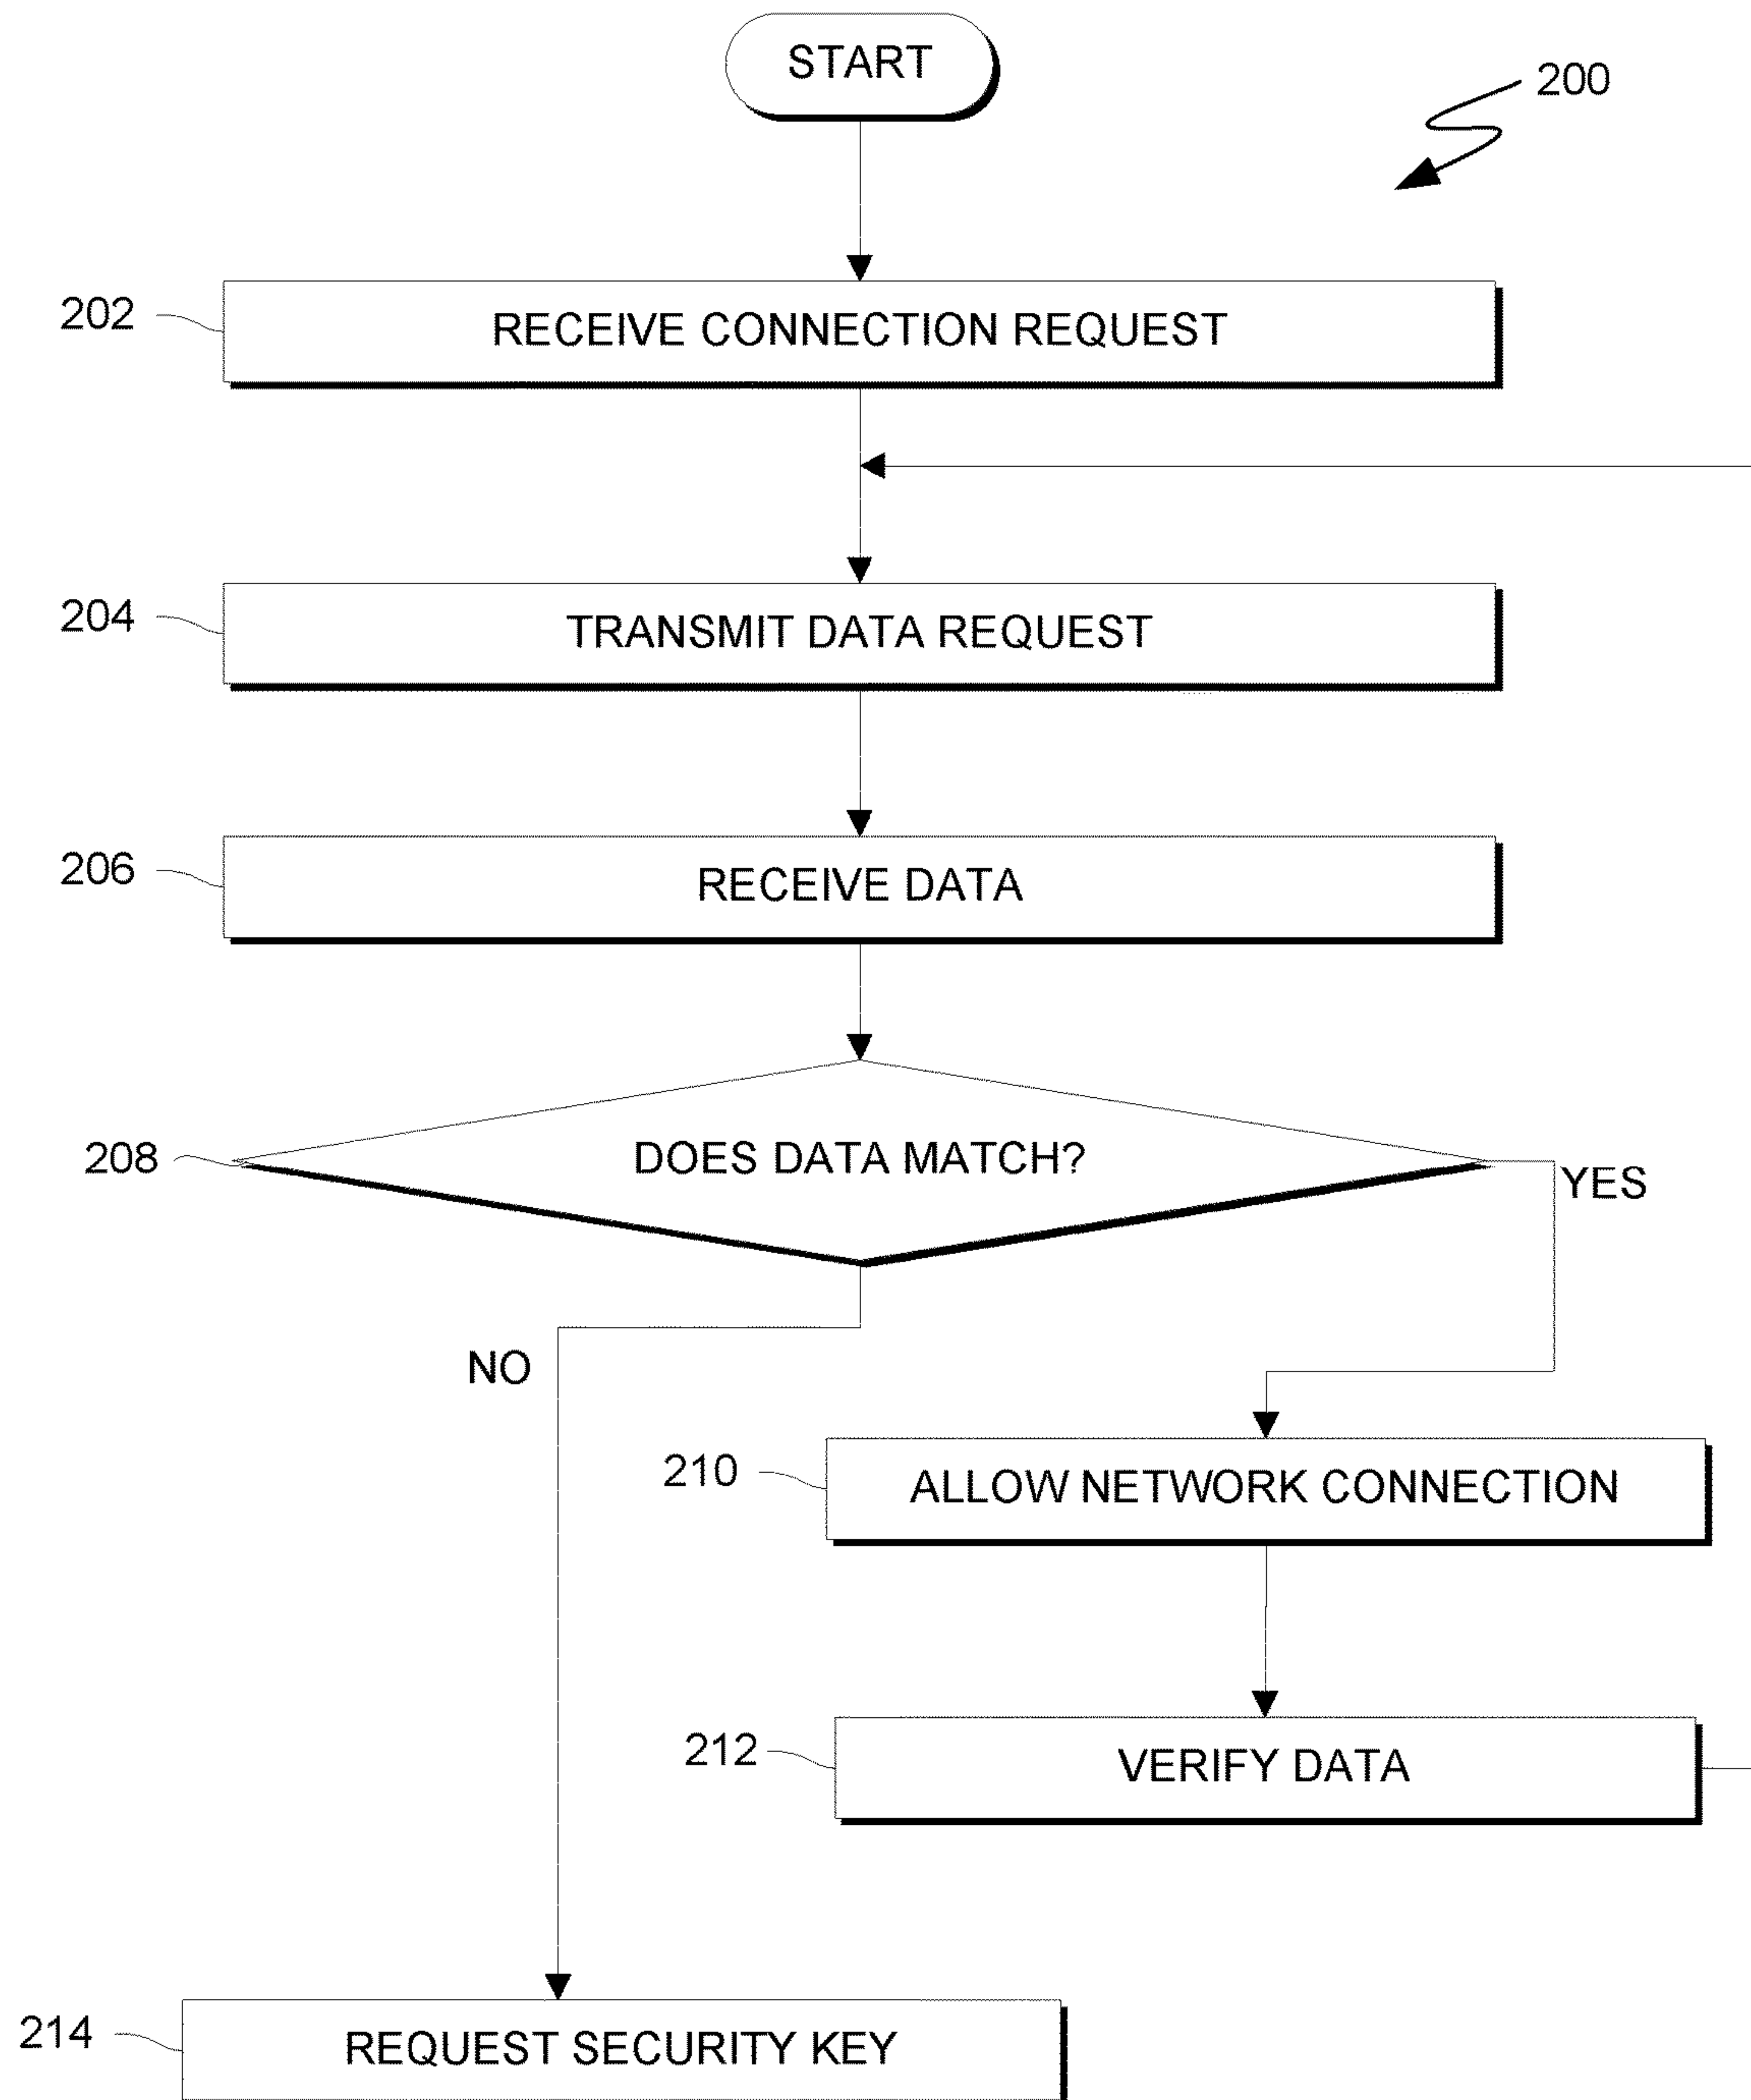 START
200
202
RECEIVE CONNECTION REQUEST
204
TRANSMIT DATA REQUEST
206
RECEIVE DATA
208
DOES DATA MATCH?
YES
NO
210
ALLOW NETWORK CONNECTION
212
VERIFY DATA
214
REQUEST SECURITY KEY